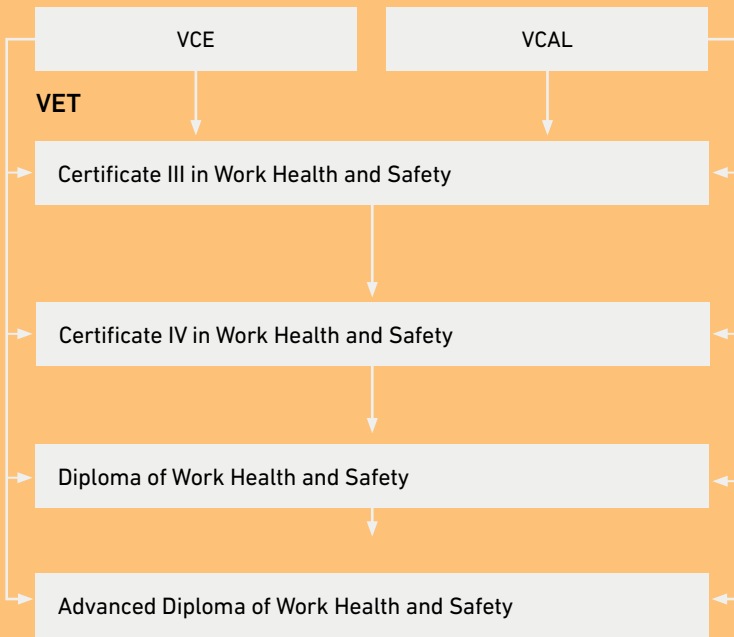 VCE
VCAL
VET
Certificate III in Work Health and Safety
Certificate IV in Work Health and Safety
Diploma of Work Health and Safety
Advanced Diploma of Work Health and Safety